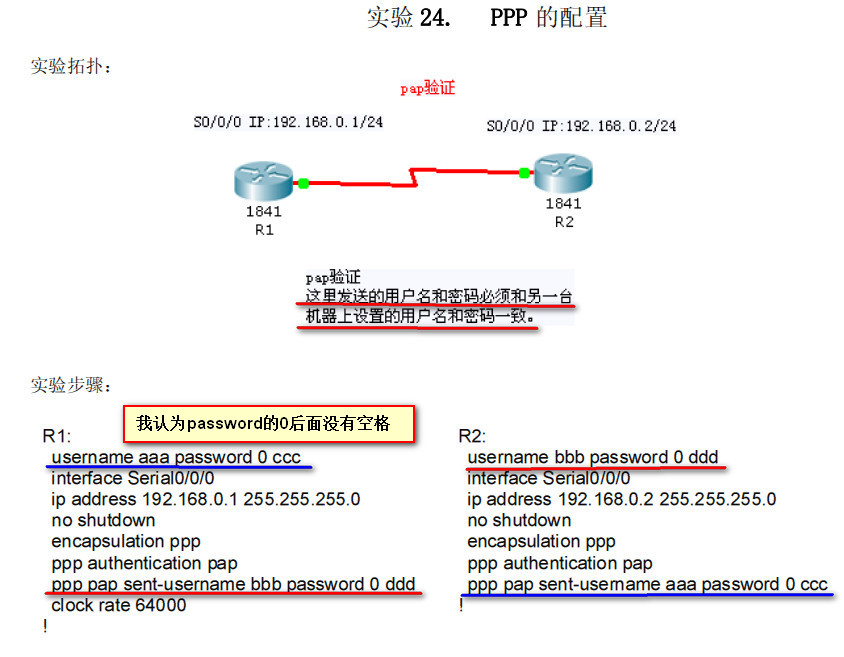 实验 24. PPP 的配置
实验拓扑：
pap验证
S0/0/0 IP:192.168.0.1/24
S0/0/0 IP:192.168.0.2/24
1841
R1
1841
R2
pap验证
这里发送的用户名和密码必须和另一台
机器上设置的用户名和密码一致。
实验步骤：
我认为password的0后面没有空格
R1:
username aaa password 0 ccc
interface Serial0/0/0
ip address 192.168.0.1 255.255.255.0
no shutdown
encapsulation ppp
ppp authentication pap
ppp pap sent-username bbb password 0 ddd
clock rate 64000
!
R2:
username bbb password 0 ddd
interface Serial0/0/0
ip address 192.168.0.2 255.255.255.0
no shutdown
encapsulation ppp
ppp authentication pap
ppp pap sent-username aaa password 0 ccc
!